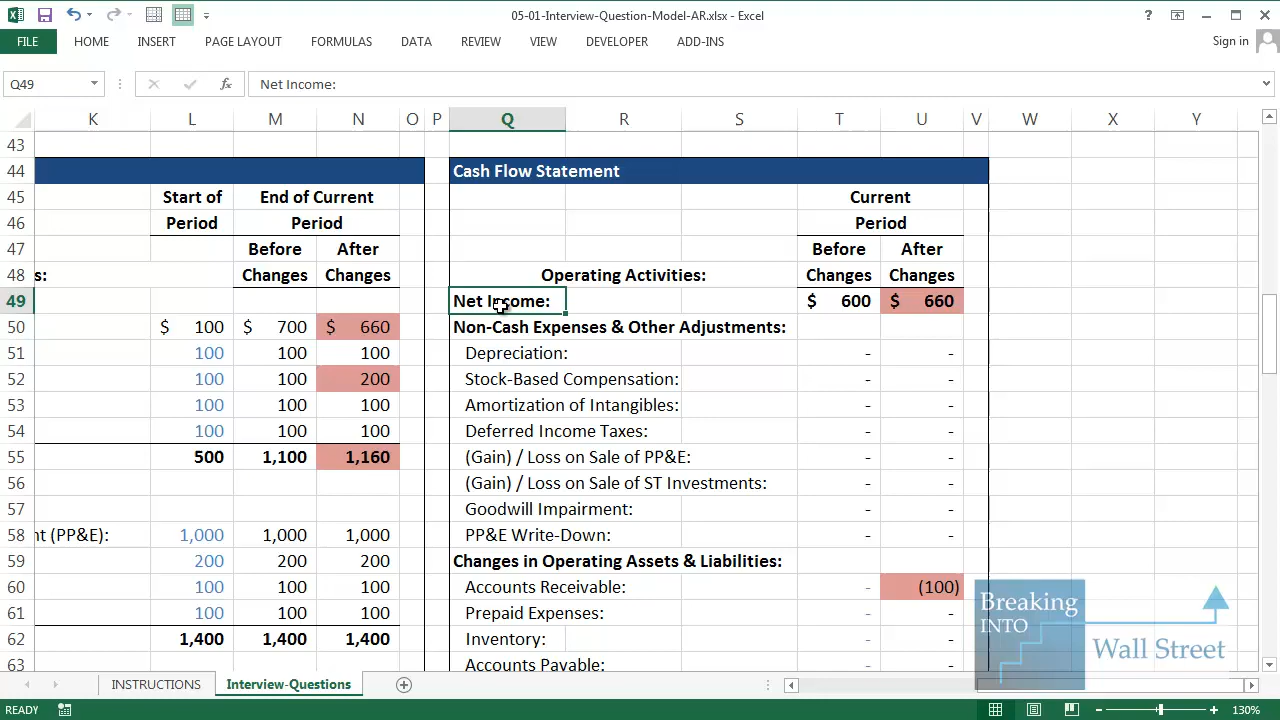 05-01-Interview-Question-Model-AR.xlsx - Excel
FILE HOME INSERT PAGE LAYOUT FORMULAS DATA REVIEW VIEW DEVELOPER ADD-INS Sign in
Q49 fx Net Income:
K L M N O P Q R S T U V W X Y
43
44 Cash Flow Statement
45 Start of End of Current Current
46 Period Period Period
47 Before After Before After
48 s: Changes Changes Operating Activities: Changes Changes
49 Net Income: $ 600 $ 660
50 $ 100 $ 700 $ 660 Non-Cash Expenses & Other Adjustments:
51 100 100 100 Depreciation: - -
52 100 100 200 Stock-Based Compensation: - -
53 100 100 100 Amortization of Intangibles: - -
54 100 100 100 Deferred Income Taxes: - -
55 500 1,100 1,160 (Gain) / Loss on Sale of PP&E: - -
56 (Gain) / Loss on Sale of ST Investments: - -
57 Goodwill Impairment: - -
58 nt (PP&E): 1,000 1,000 1,000 PP&E Write-Down: - -
59 200 200 200 Changes in Operating Assets & Liabilities:
60 100 100 100 Accounts Receivable: - (100)
61 100 100 100 Prepaid Expenses: - -
62 1,400 1,400 1,400 Inventory: - -
63 Accounts Payable: - -
Breaking
INTO
Wall Street
INSTRUCTIONS Interview-Questions
READY 130%